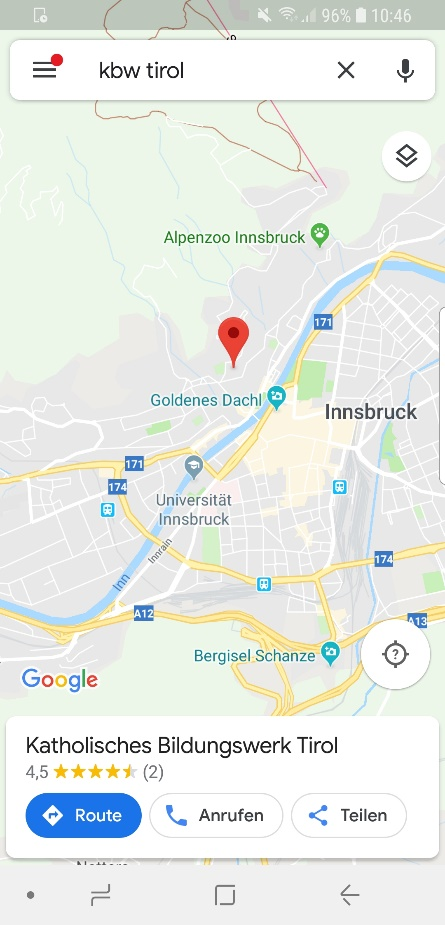 96% 10:46
kbw tirol
Alpenzoo Innsbruck
171
Goldenes Dachl
Innsbruck
171
174
Universität
Innsbruck
Innrain
Inn
174
A12
A13
Bergisel Schanze
Google
Katholisches Bildungswerk Tirol
4,5 (2)
Route
Anrufen
Teilen